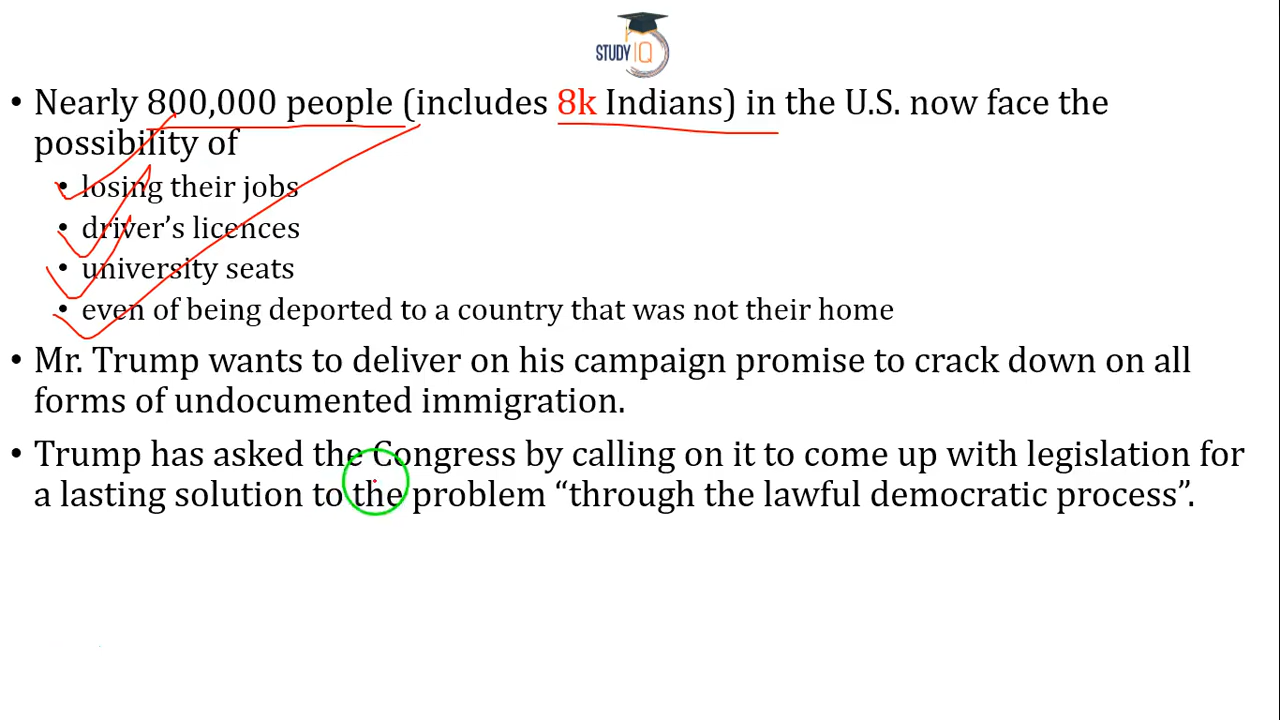 STUDY IQ
• Nearly 800,000 people (includes 8k Indians) in the U.S. now face the
possibility of
• losing their jobs
• driver’s licences
• university seats
• even of being deported to a country that was not their home
• Mr. Trump wants to deliver on his campaign promise to crack down on all
forms of undocumented immigration.
• Trump has asked the Congress by calling on it to come up with legislation for
a lasting solution to the problem “through the lawful democratic process”.